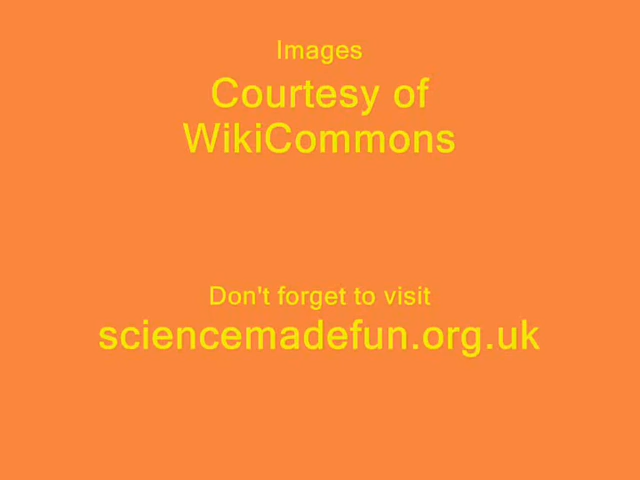 Images
Courtesy of
WikiCommons
Don't forget to visit
sciencemadefun.org.uk